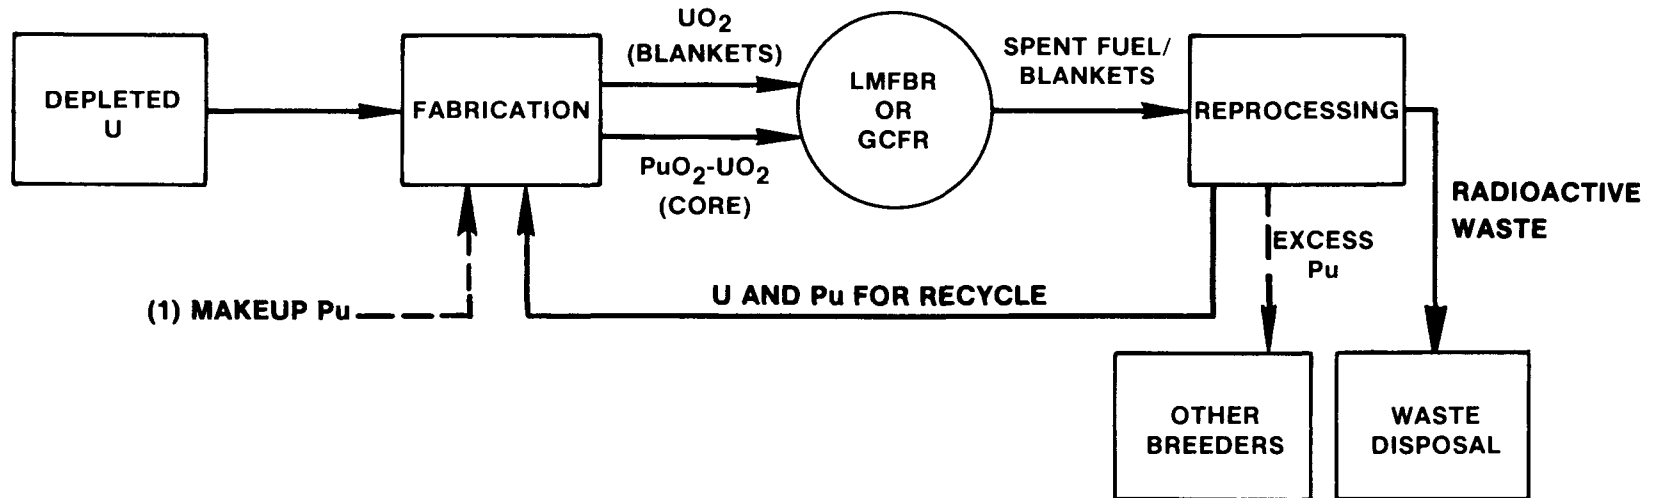 DEPLETED
U
FABRICATION
UO2
(BLANKETS)
PuO2-UO2
(CORE)
LMFBR
OR
GCFR
SPENT FUEL/
BLANKETS
REPROCESSING
RADIOACTIVE
WASTE
EXCESS
Pu
U AND Pu FOR RECYCLE
(1) MAKEUP Pu
OTHER
BREEDERS
WASTE
DISPOSAL